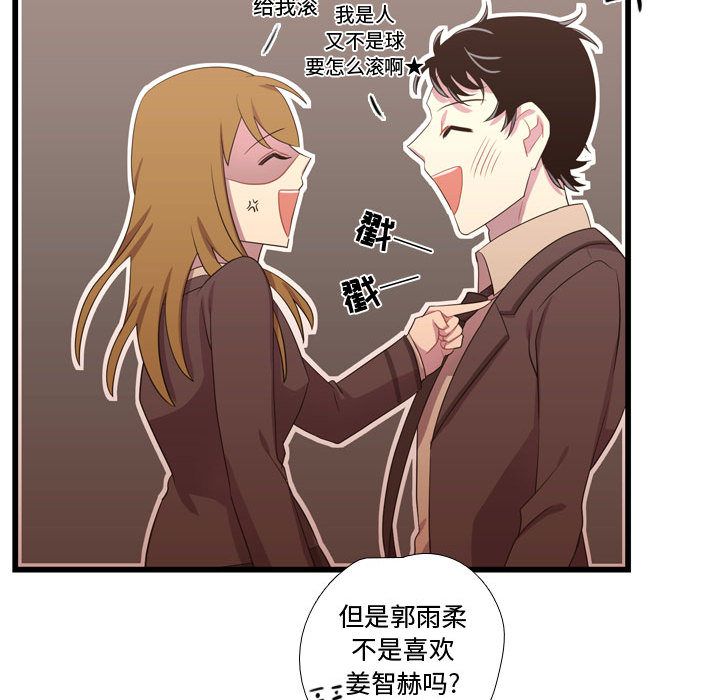 给我滚
我是人
又不是球
要怎么滚啊★
戳—
戳—
但是郭雨柔
不是喜欢
姜智赫吗?